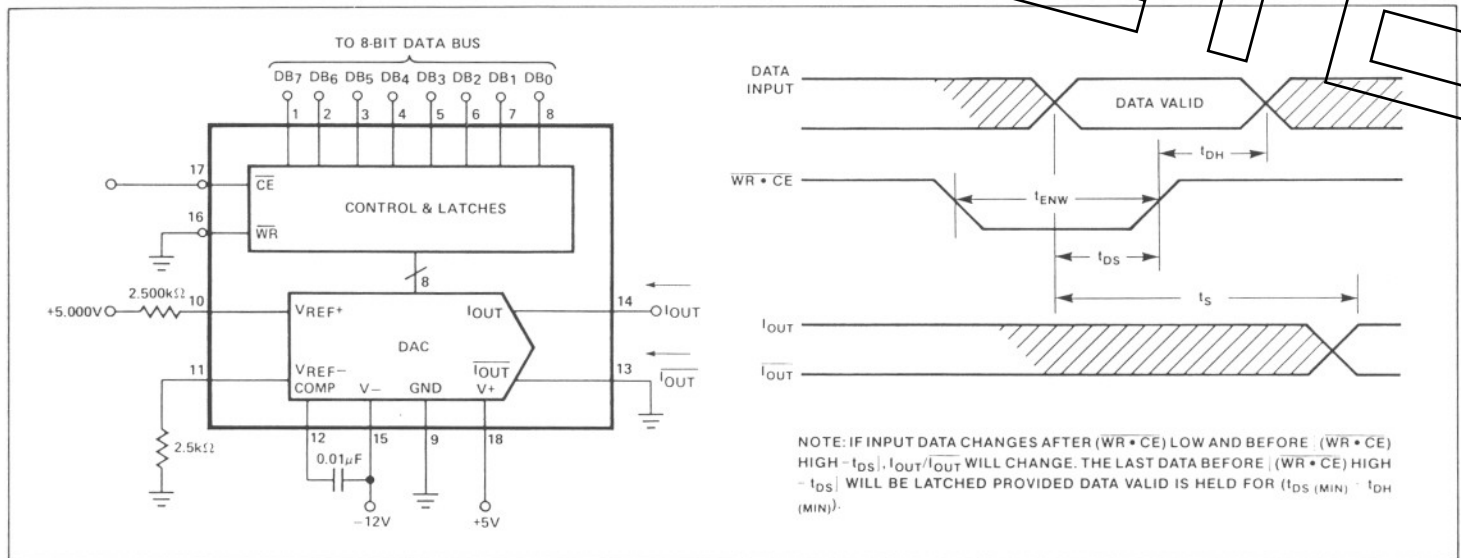 TO 8-BIT DATA BUS
DB7 DB6 DB5 DB4 DB3 DB2 DB1 DB0
1 2 3 4 5 6 7 8
17
CE
CONTROL & LATCHES
16
WR
8
2.500kΩ
+5.000V
10
VREF+
IOUT
14
IOUT
DAC
11
VREF-
IOUT
13
IOUT
COMP
V-
GND
V+
2.5kΩ
12
15
9
18
0.01µF
-12V
+5V
DATA
INPUT
DATA VALID
tDH
WR • CE
tENW
tDS
tS
IOUT
IOUT
NOTE: IF INPUT DATA CHANGES AFTER (WR • CE) LOW AND BEFORE |(WR • CE)
HIGH - tDS|, IOUT/IOUT WILL CHANGE. THE LAST DATA BEFORE |(WR • CE) HIGH
- tDS| WILL BE LATCHED PROVIDED DATA VALID IS HELD FOR (tDS (MIN) - tDH
(MIN)).